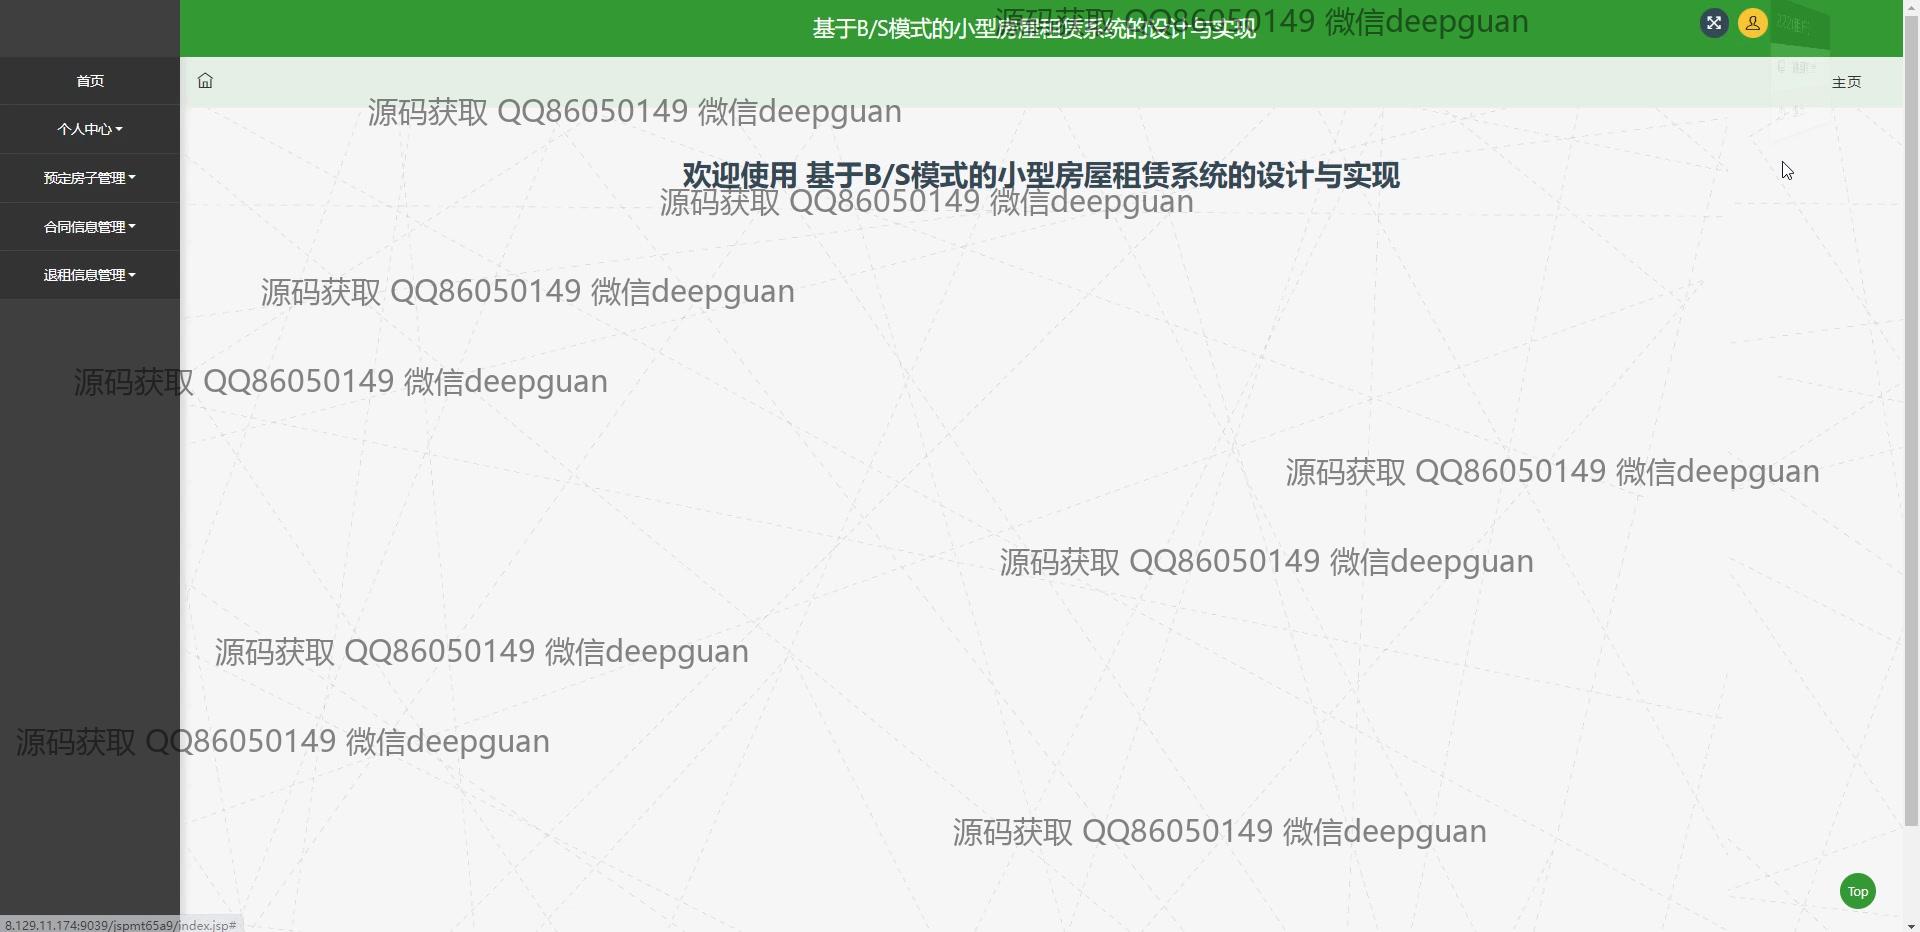 基于B/S模式的小型房屋租赁系统的设计与实现
源码获取 QQ86050149 微信deepguan
首页
主页
个人中心
源码获取 QQ86050149 微信deepguan
预定房子管理
欢迎使用 基于B/S模式的小型房屋租赁系统的设计与实现
源码获取 QQ86050149 微信deepguan
合同信息管理
退租信息管理
源码获取 QQ86050149 微信deepguan
源码获取 QQ86050149 微信deepguan
源码获取 QQ86050149 微信deepguan
源码获取 QQ86050149 微信deepguan
源码获取 QQ86050149 微信deepguan
源码获取 QQ86050149 微信deepguan
源码获取 QQ86050149 微信deepguan
Top
8.129.11.174:9039/jspmt65a9/index.jsp#